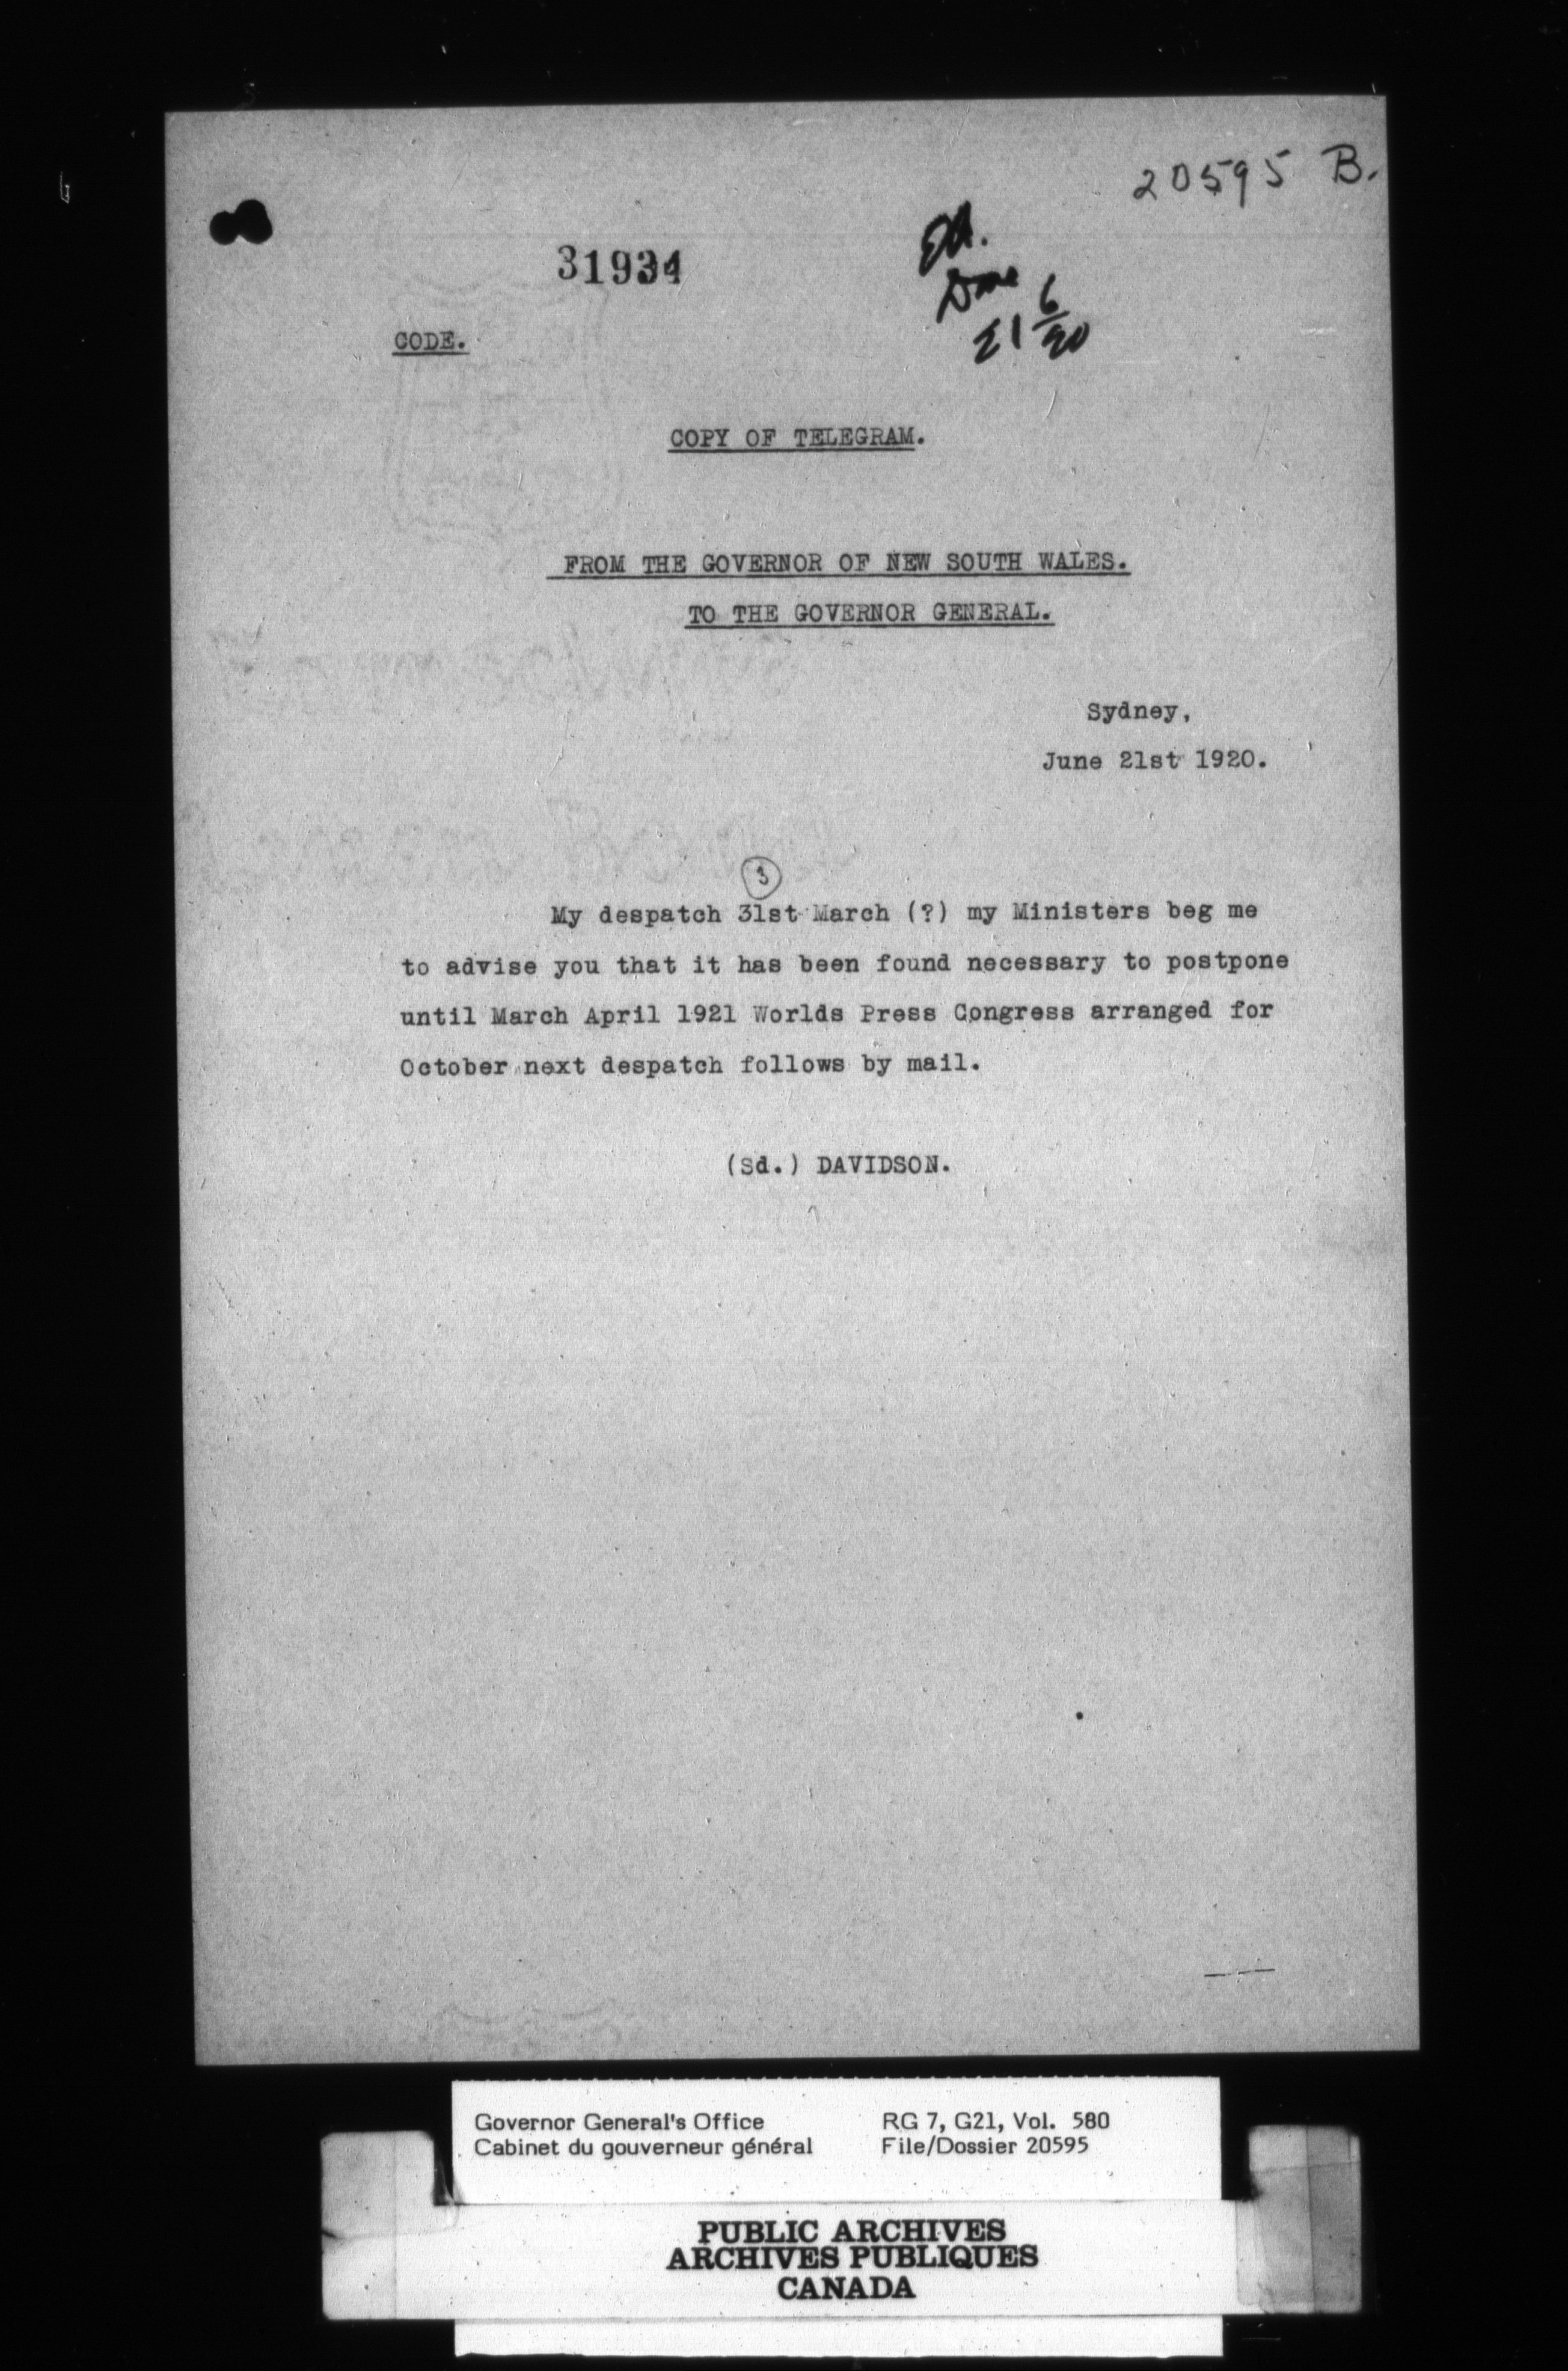 20595 B.
31934
21 6/20
CODE.
COPY OF TELEGRAM.
FROM THE GOVERNOR OF NEW SOUTH WALES.
TO THE GOVERNOR GENERAL.
Sydney,
June 21st 1920.
3
My despatch 31st March (?) my Ministers beg me
to advise you that it has been found necessary to postpone
until March April 1921 Worlds Press Congress arranged for
October next despatch follows by mail.
(Sd.) DAVIDSON.
Governor General's Office RG 7, G21, Vol. 580
Cabinet du gouverneur général File/Dossier 20595
PUBLIC ARCHIVES
ARCHIVES PUBLIQUES
CANADA